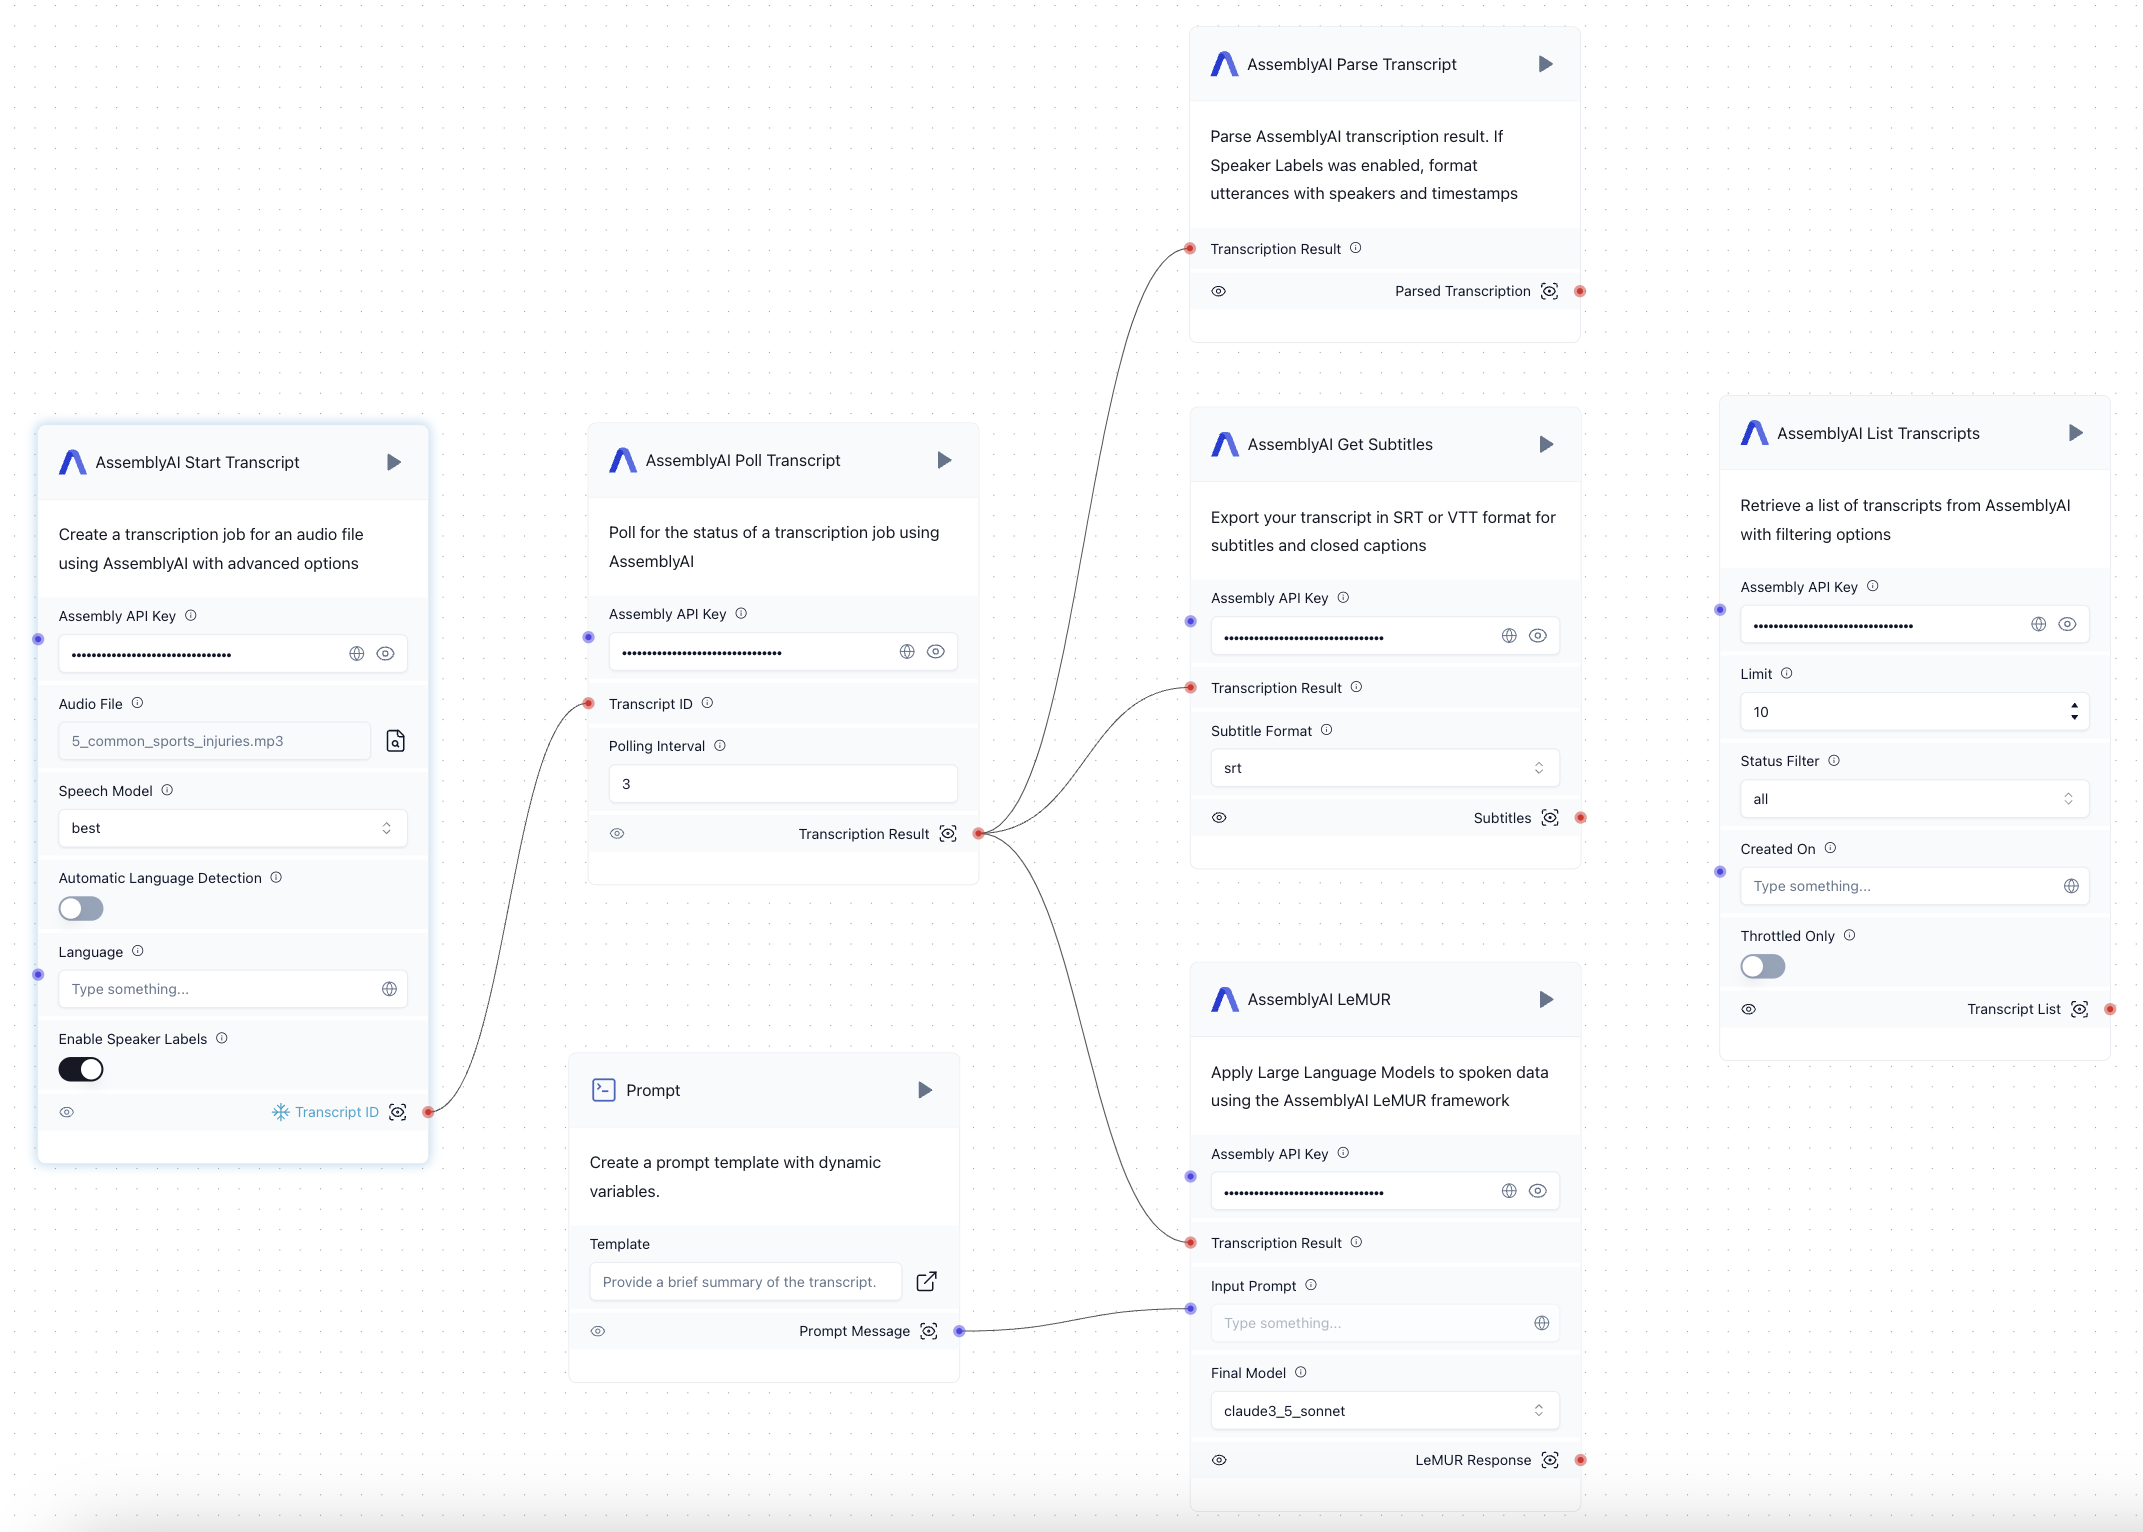 AssemblyAI Start Transcript
Create a transcription job for an audio file
using AssemblyAI with advanced options
Assembly API Key
••••••••••••••••••••••••••••••••
Audio File
5_common_sports_injuries.mp3
Speech Model
best
Automatic Language Detection
Language
Type something...
Enable Speaker Labels
Transcript ID
AssemblyAI Poll Transcript
Poll for the status of a transcription job using
AssemblyAI
Assembly API Key
••••••••••••••••••••••••••••••••
Transcript ID
Polling Interval
3
Transcription Result
Prompt
Create a prompt template with dynamic
variables.
Template
Provide a brief summary of the transcript.
Prompt Message
AssemblyAI Parse Transcript
Parse AssemblyAI transcription result. If
Speaker Labels was enabled, format
utterances with speakers and timestamps
Transcription Result
Parsed Transcription
AssemblyAI Get Subtitles
Export your transcript in SRT or VTT format for
subtitles and closed captions
Assembly API Key
••••••••••••••••••••••••••••••••
Transcription Result
Subtitle Format
srt
Subtitles
AssemblyAI LeMUR
Apply Large Language Models to spoken data
using the AssemblyAI LeMUR framework
Assembly API Key
••••••••••••••••••••••••••••••••
Transcription Result
Input Prompt
Type something...
Final Model
claude3_5_sonnet
LeMUR Response
AssemblyAI List Transcripts
Retrieve a list of transcripts from AssemblyAI
with filtering options
Assembly API Key
••••••••••••••••••••••••••••••••
Limit
10
Status Filter
all
Created On
Type something...
Throttled Only
Transcript List